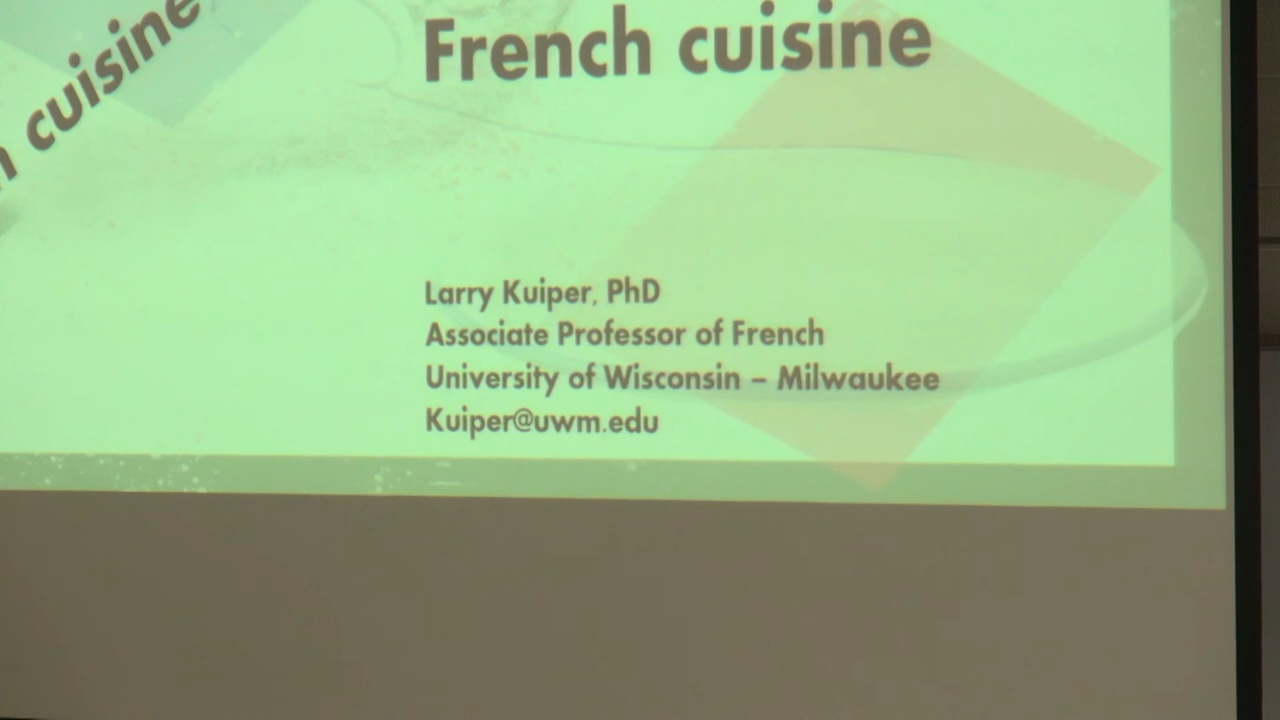 French cuisine
cuisine
Larry Kuiper, PhD
Associate Professor of French
University of Wisconsin – Milwaukee
Kuiper@uwm.edu